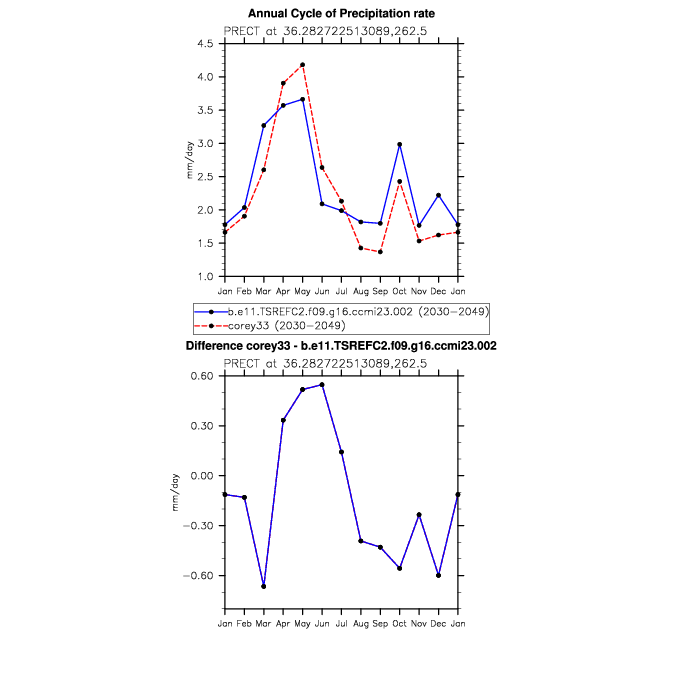 Annual Cycle of Precipitation rate
PRECT at 36.282722513089,262.5
4.5
4.0
3.5
3.0
2.5
2.0
1.5
1.0
mm/day
Jan Feb Mar Apr May Jun Jul Aug Sep Oct Nov Dec Jan
b.e11.TSREFC2.f09.g16.ccmi23.002 (2030-2049)
corey33 (2030-2049)
Difference corey33 - b.e11.TSREFC2.f09.g16.ccmi23.002
PRECT at 36.282722513089,262.5
0.60
0.30
0.00
-0.30
-0.60
mm/day
Jan Feb Mar Apr May Jun Jul Aug Sep Oct Nov Dec Jan